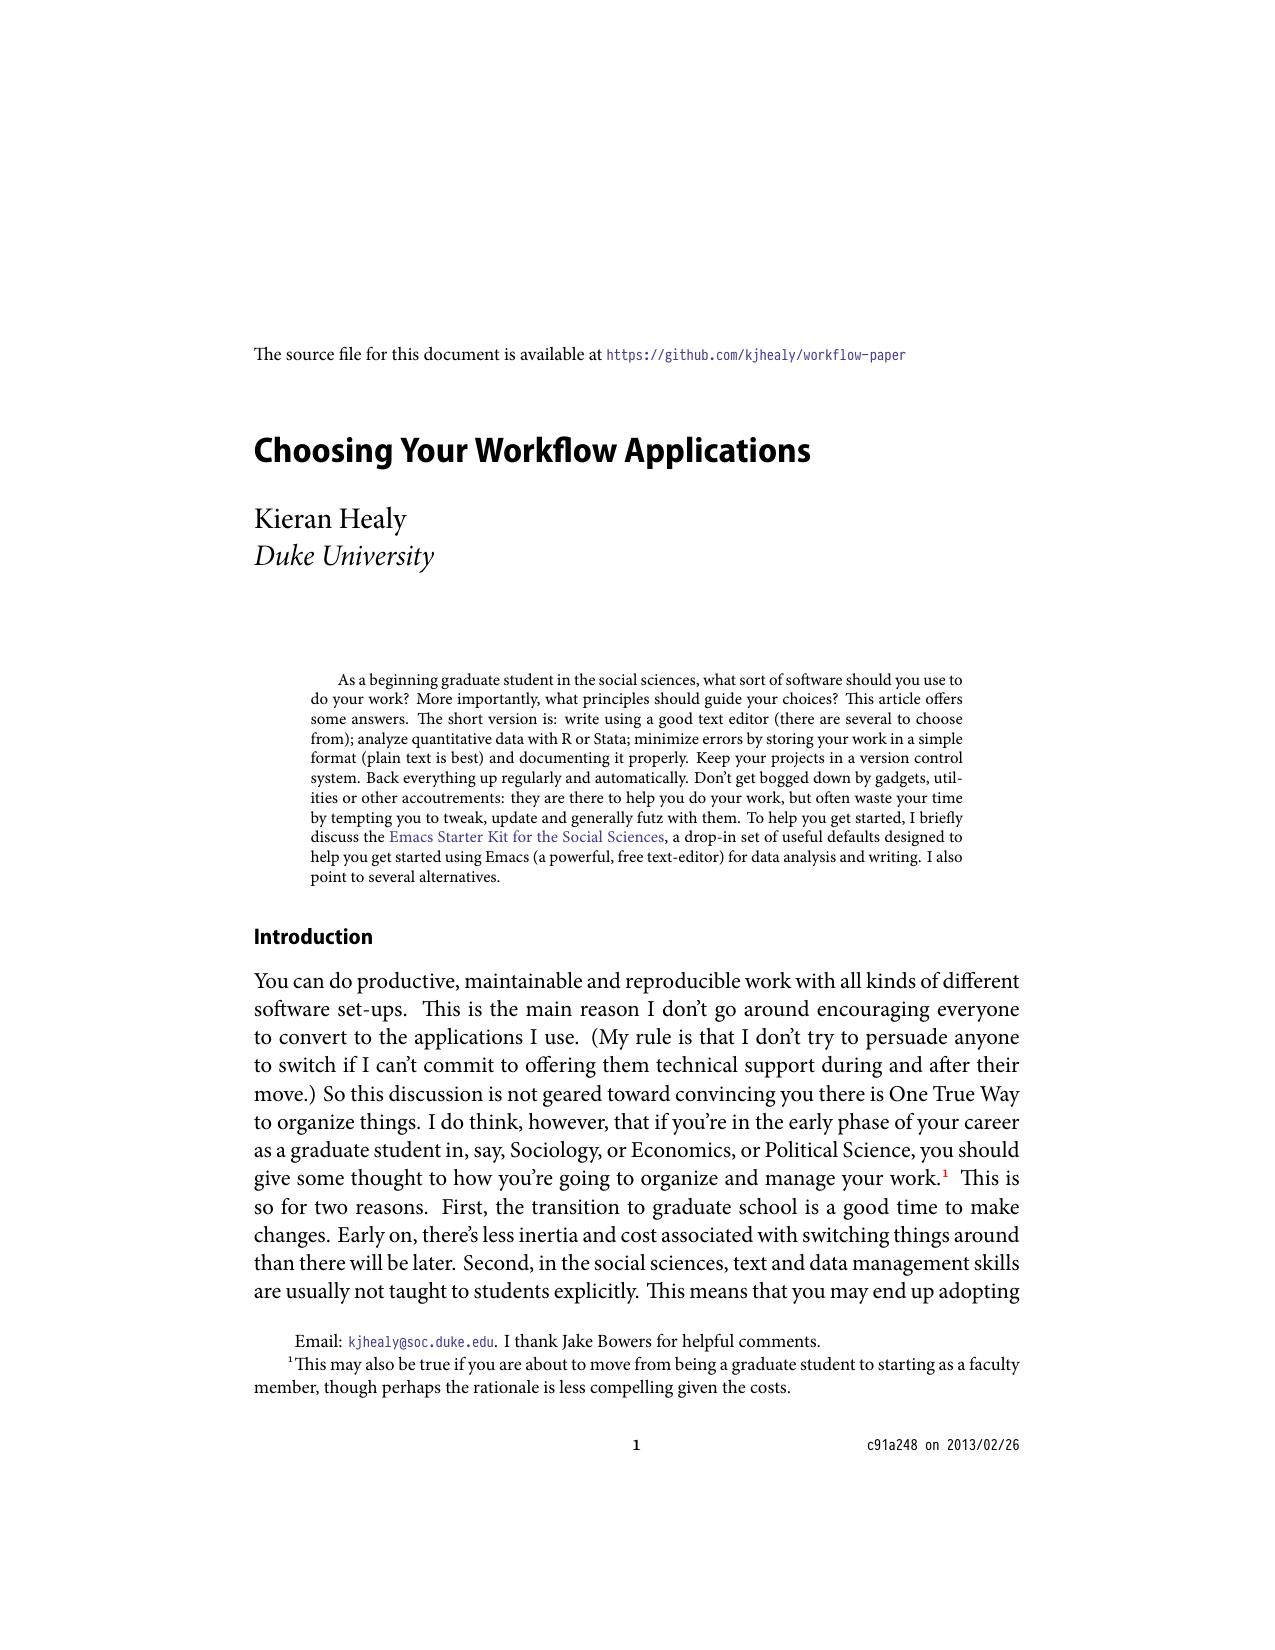 The source file for this document is available at https://github.com/kjhealy/workflow-paper
Choosing Your Workflow Applications
Kieran Healy
Duke University
As a beginning graduate student in the social sciences, what sort of software should you use to
do your work? More importantly, what principles should guide your choices? This article offers
some answers. The short version is: write using a good text editor (there are several to choose
from); analyze quantitative data with R or Stata; minimize errors by storing your work in a simple
format (plain text is best) and documenting it properly. Keep your projects in a version control
system. Back everything up regularly and automatically. Don’t get bogged down by gadgets, util-
ities or other accoutrements: they are there to help you do your work, but often waste your time
by tempting you to tweak, update and generally futz with them. To help you get started, I briefly
discuss the Emacs Starter Kit for the Social Sciences, a drop-in set of useful defaults designed to
help you get started using Emacs (a powerful, free text-editor) for data analysis and writing. I also
point to several alternatives.
Introduction
You can do productive, maintainable and reproducible work with all kinds of different
software set-ups. This is the main reason I don’t go around encouraging everyone
to convert to the applications I use. (My rule is that I don’t try to persuade anyone
to switch if I can’t commit to offering them technical support during and after their
move.) So this discussion is not geared toward convincing you there is One True Way
to organize things. I do think, however, that if you’re in the early phase of your career
as a graduate student in, say, Sociology, or Economics, or Political Science, you should
give some thought to how you’re going to organize and manage your work.¹ This is
so for two reasons. First, the transition to graduate school is a good time to make
changes. Early on, there’s less inertia and cost associated with switching things around
than there will be later. Second, in the social sciences, text and data management skills
are usually not taught to students explicitly. This means that you may end up adopting
Email: kjhealy@soc.duke.edu. I thank Jake Bowers for helpful comments.
¹This may also be true if you are about to move from being a graduate student to starting as a faculty
member, though perhaps the rationale is less compelling given the costs.
1
c91a248 on 2013/02/26